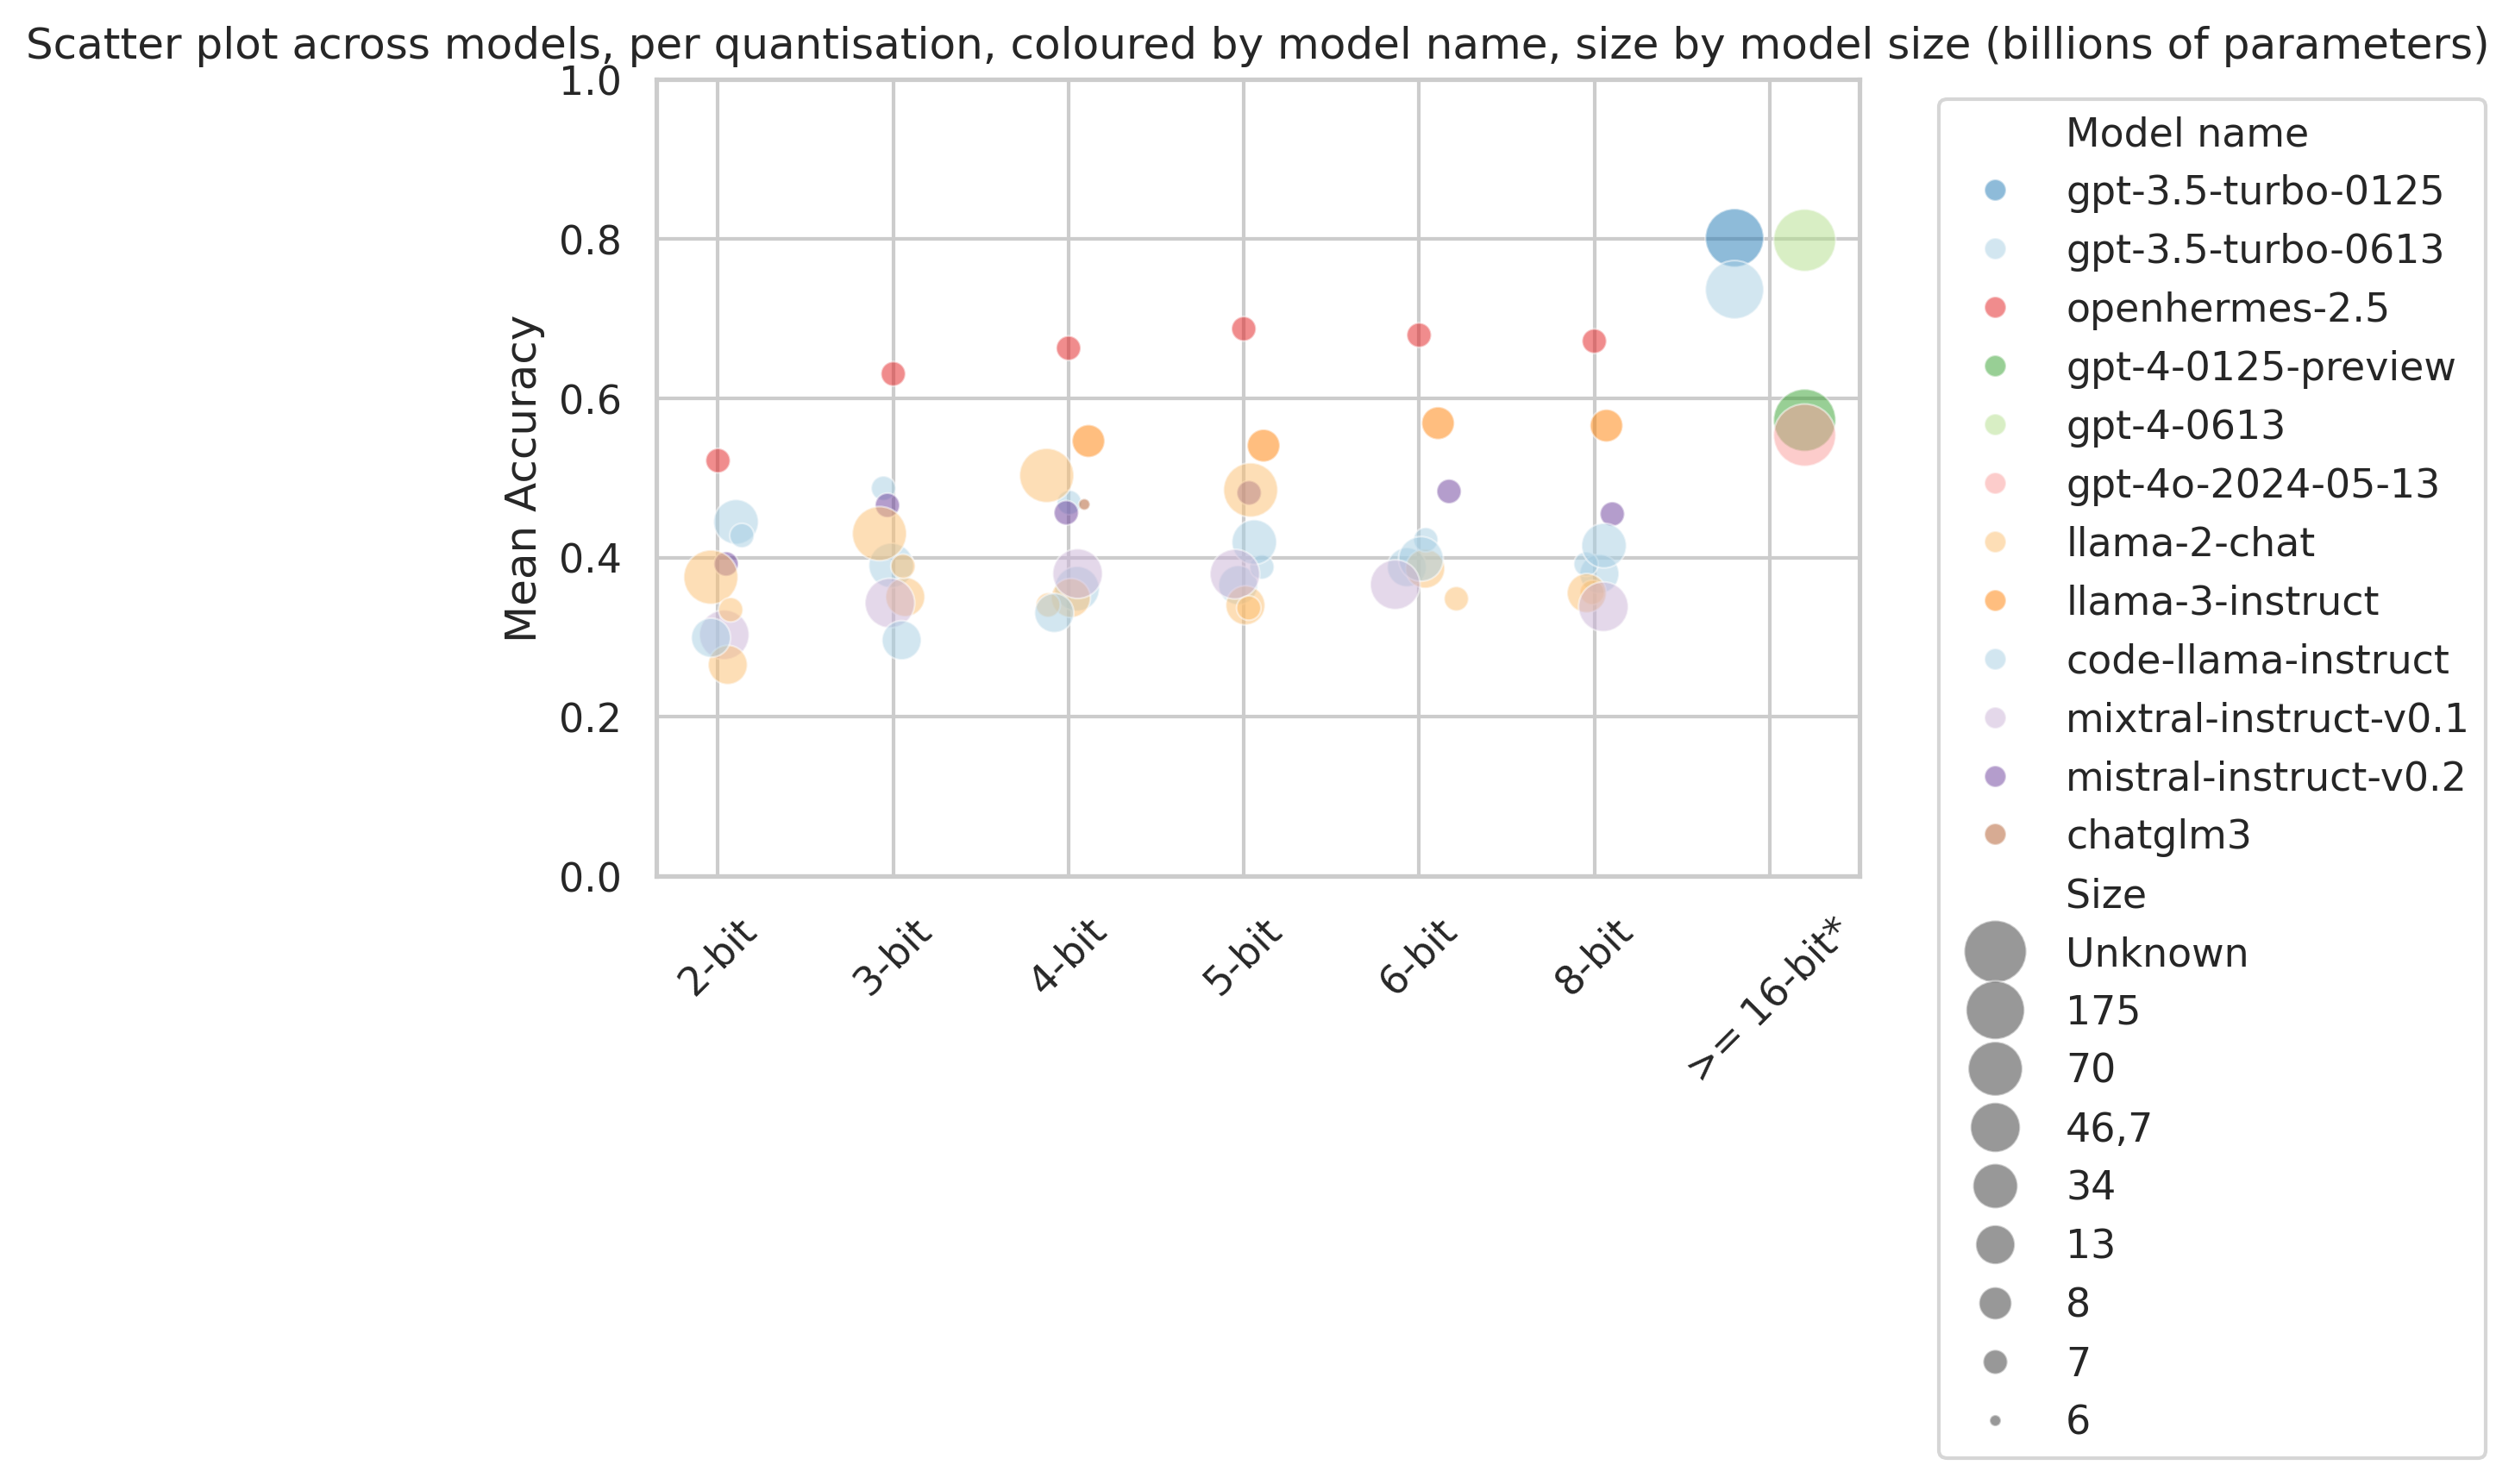 Scatter plot across models, per quantisation, coloured by model name, size by model size (billions of parameters)
1.0
0.8
0.6
0.4
0.2
0.0
Mean Accuracy
2-bit
3-bit
4-bit
5-bit
6-bit
8-bit
>= 16-bit*
Model name
gpt-3.5-turbo-0125
gpt-3.5-turbo-0613
openhermes-2.5
gpt-4-0125-preview
gpt-4-0613
gpt-4o-2024-05-13
llama-2-chat
llama-3-instruct
code-llama-instruct
mixtral-instruct-v0.1
mistral-instruct-v0.2
chatglm3
Size
Unknown
175
70
46,7
34
13
8
7
6